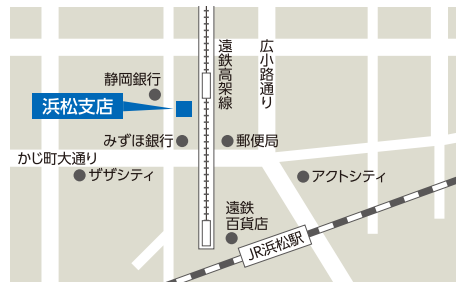 静岡銀行
浜松支店
みずほ銀行
かじ町大通り
ザザシティ
遠鉄高架線
広小路通り
郵便局
アクトシティ
遠鉄
百貨店
JR浜松駅